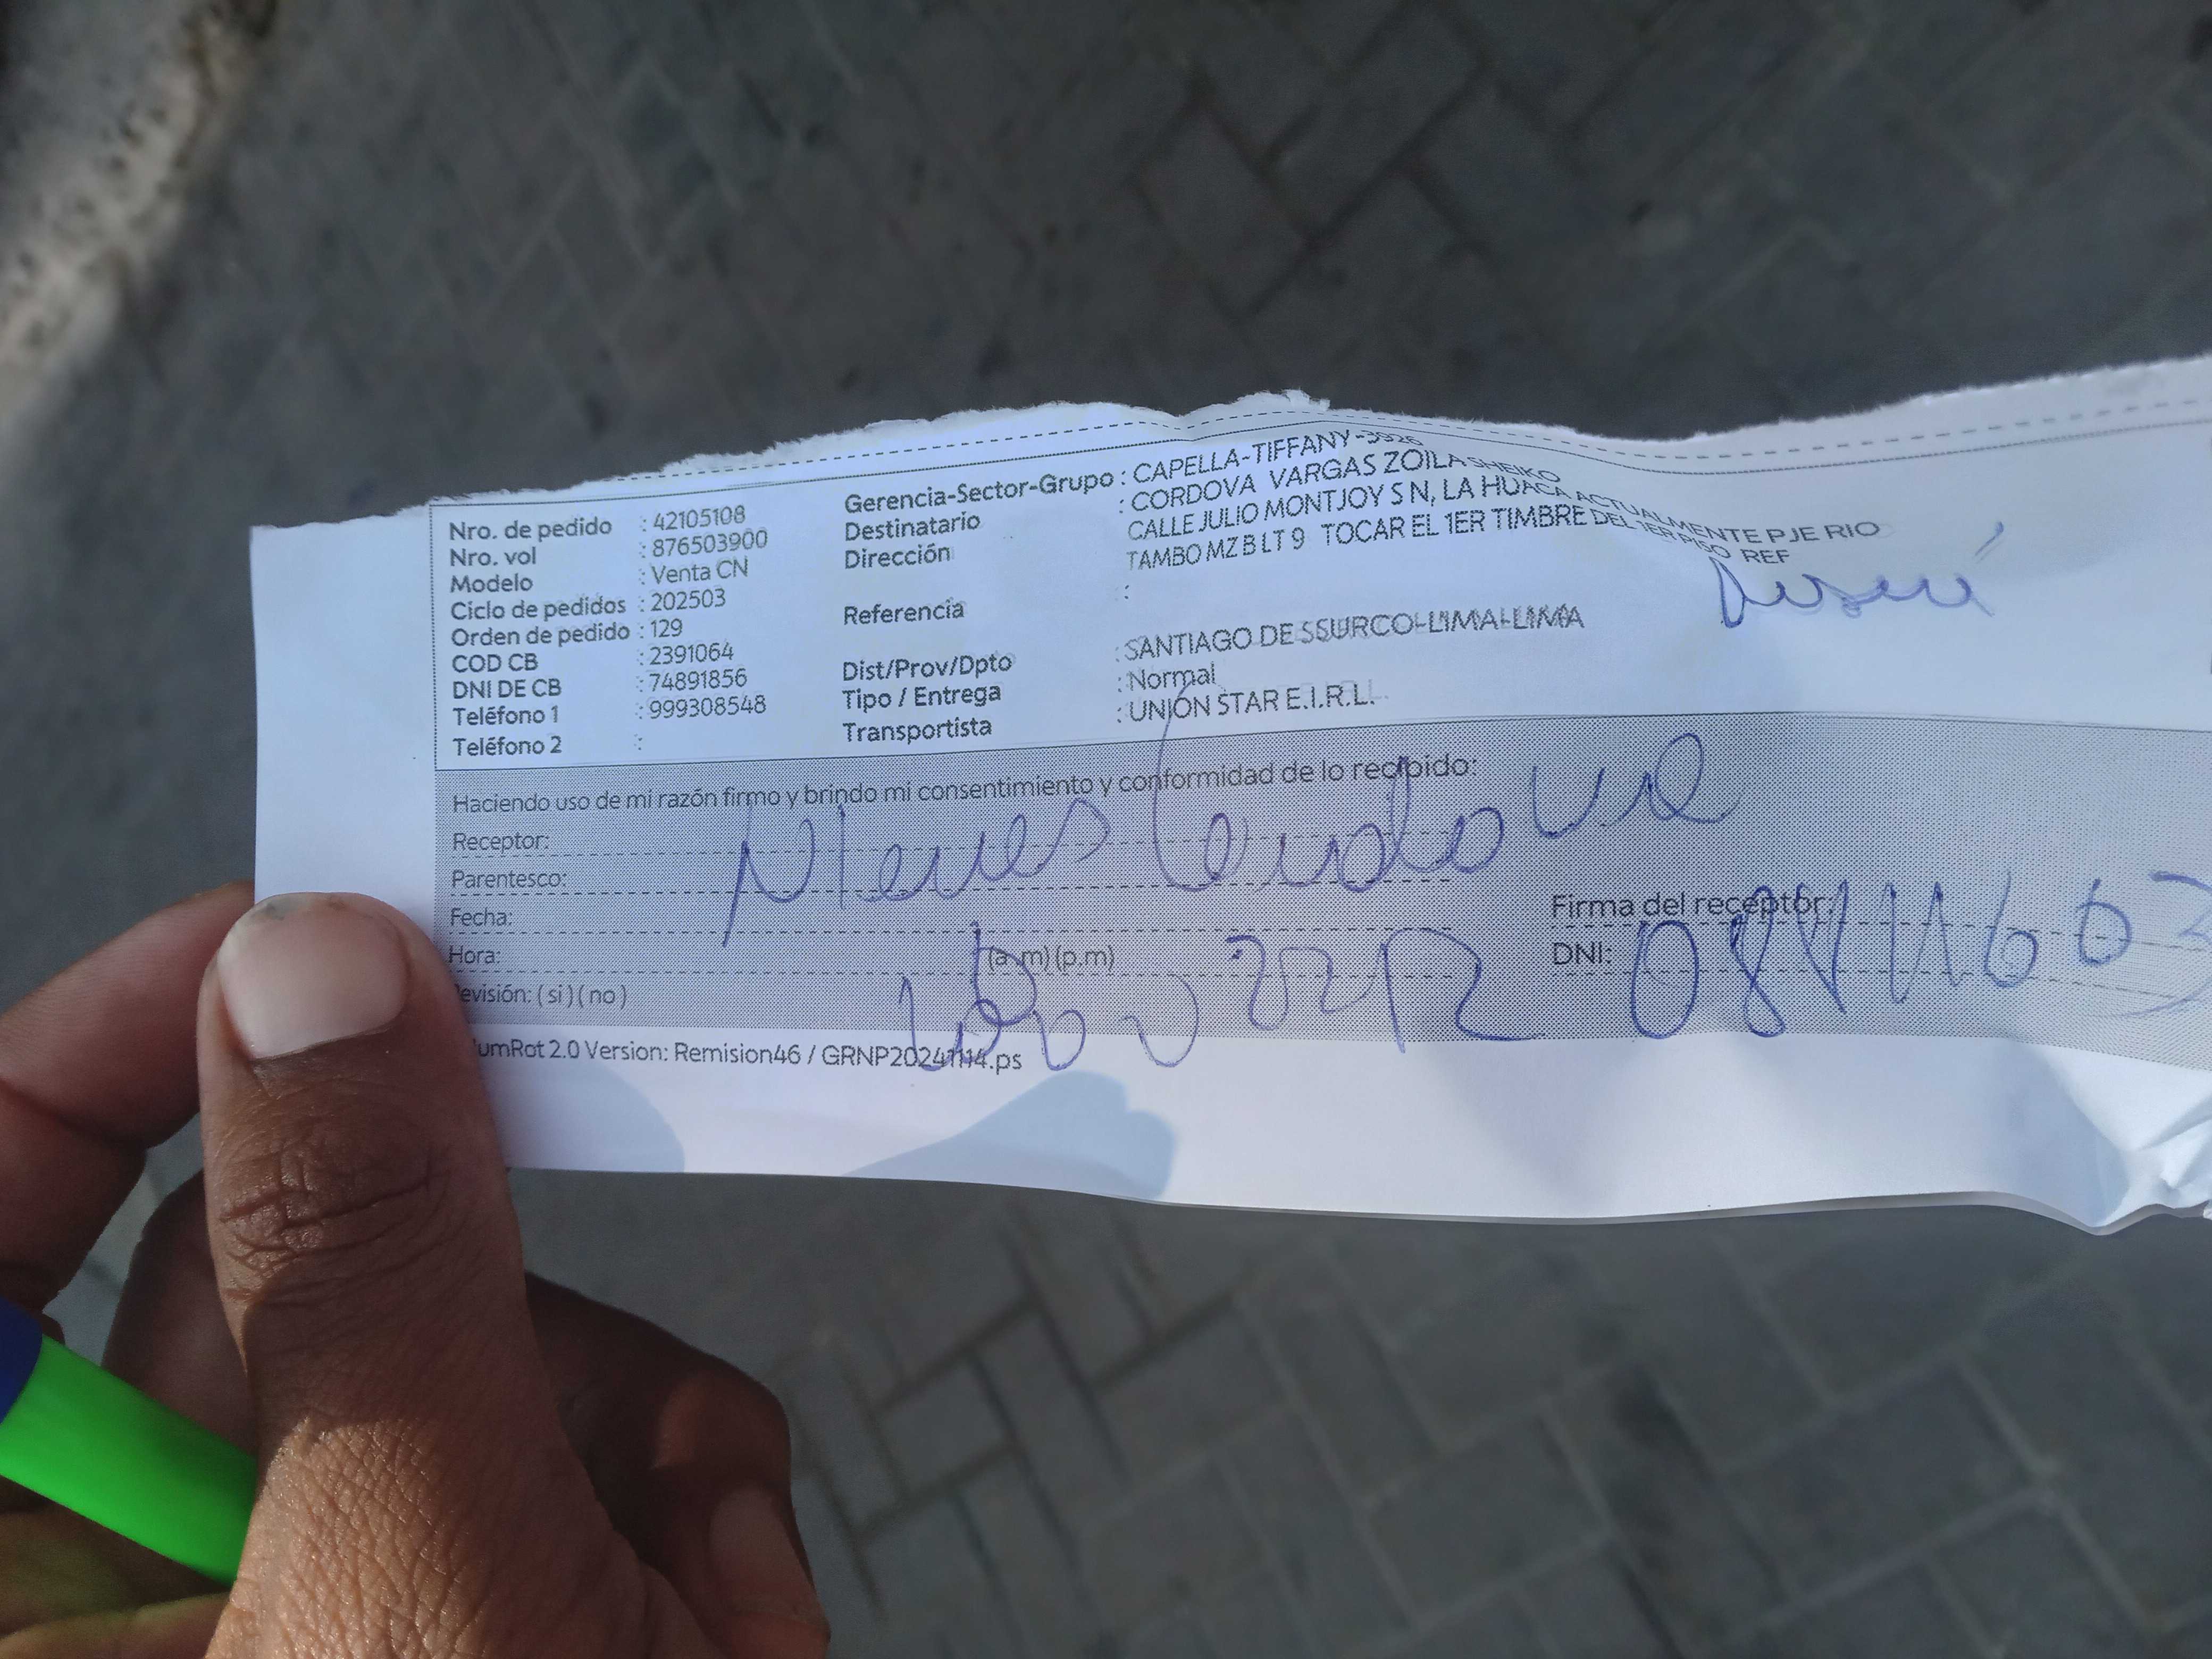 Nro. de pedido : 42105108
Nro. vol : 876503900
Modelo : Venta CN
Ciclo de pedidos : 202503
Orden de pedido : 129
COD CB : 2391064
DNI DE CB : 74891856
Teléfono 1 : 999308548
Teléfono 2 :
Gerencia-Sector-Grupo : CAPELLA-TIFFANY-3926
Destinatario : CORDOVA VARGAS ZOILA SHEIKO
Dirección CALLE JULIO MONTJOY S N, LA HUACA ACTUALMENTE PJE RIO
TAMBO MZ B LT 9 TOCAR EL 1ER TIMBRE DEL 1ER PISO REF
Referencia :
Dist/Prov/Dpto : SANTIAGO DE SSURCO-LIMA-LIMA
Tipo / Entrega : Normal
Transportista : UNIÓN STAR E.I.R.L.
Haciendo uso de mi razón firmo y brindo mi consentimiento y conformidad de lo recibido:
Receptor: Nieves Cordova
Parentesco:
Fecha:
Hora: (a.m) (p.m)
Revisión: ( si ) ( no )
Firma del receptor:
DNI:
umRot 2.0 Version: Remision46 / GRNP20241114.ps